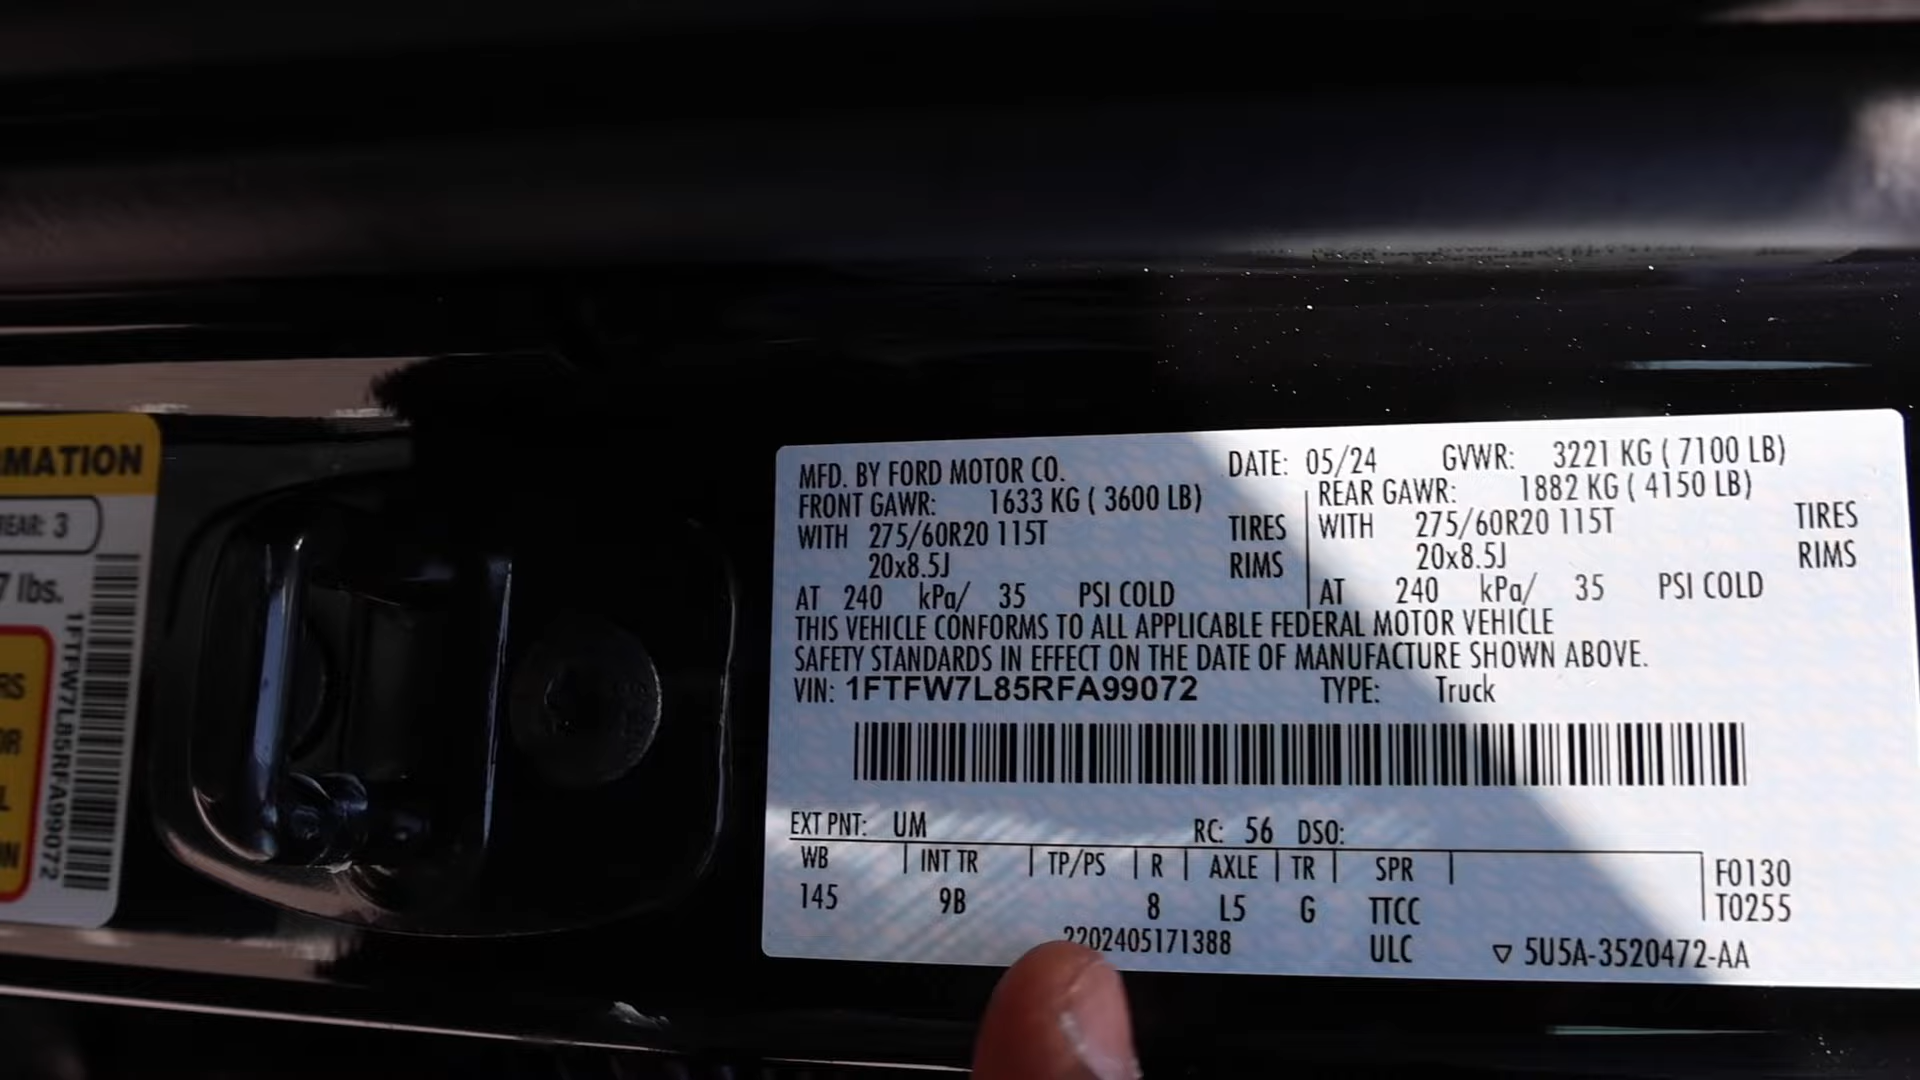 MATION
EAR: 3
7 lbs.
RS
OR
L
ON
1FTFW7L85RFA99072
MFD. BY FORD MOTOR CO. DATE: 05/24 GVWR: 3221 KG ( 7100 LB)
FRONT GAWR: 1633 KG ( 3600 LB) REAR GAWR: 1882 KG ( 4150 LB)
WITH 275/60R20 115T TIRES WITH 275/60R20 115T TIRES
20x8.5J RIMS 20x8.5J RIMS
AT 240 kPa/ 35 PSI COLD AT 240 kPa/ 35 PSI COLD
THIS VEHICLE CONFORMS TO ALL APPLICABLE FEDERAL MOTOR VEHICLE
SAFETY STANDARDS IN EFFECT ON THE DATE OF MANUFACTURE SHOWN ABOVE.
VIN: 1FTFW7L85RFA99072 TYPE: Truck
EXT PNT: UM RC: 56 DSO:
WB INT TR TP/PS R AXLE TR SPR F0130
145 9B 8 L5 G TTCC T0255
2202405171388 ULC ▽ 5U5A-3520472-AA